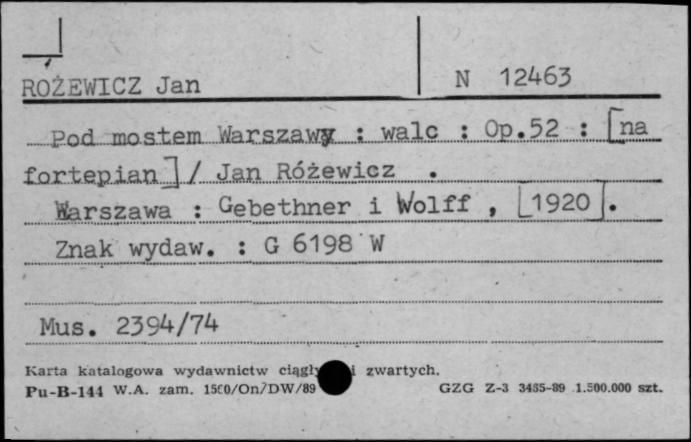 ROŻEWICZ Jan
N 12463
Pod mostem Warszawy : walc : Op.52 : [na
fortepian] / Jan Różewicz .
Warszawa : Gebethner i Wolff , [1920].
Znak wydaw. : G 6198 W
Mus. 2394/74
Karta katalogowa wydawnictw i zwartych.
Pu-B-144 W.A. zam. 1500/On/DW/89 GZG Z-3 3485-89 1.500.000 szt.